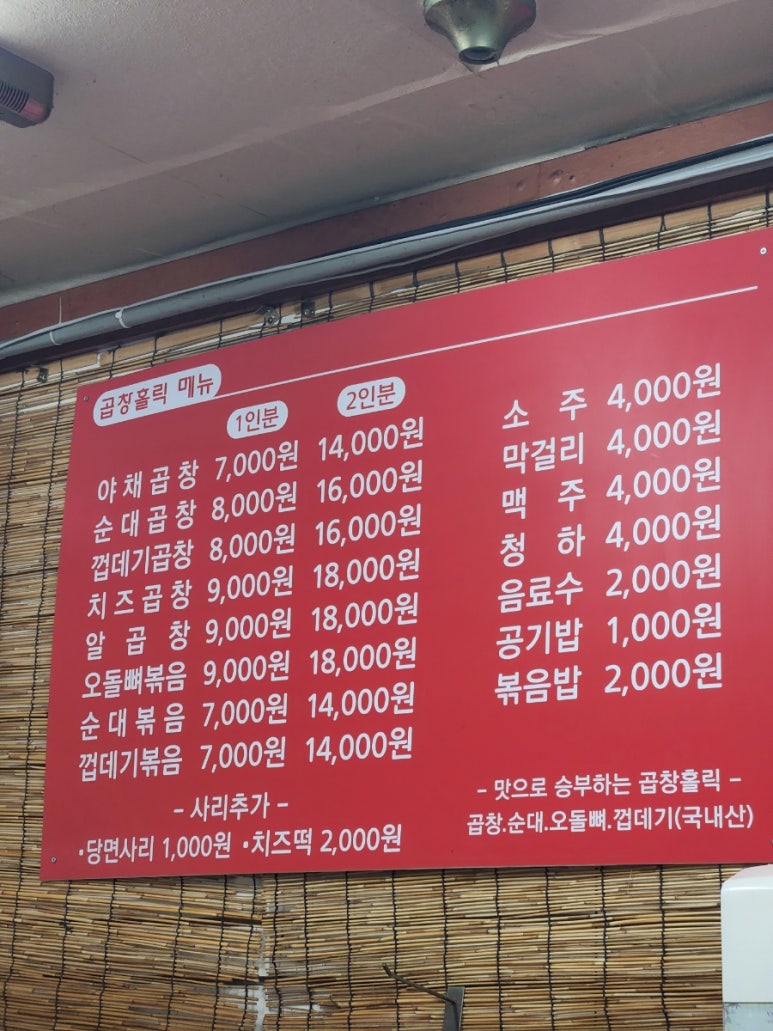 곱창홀릭 메뉴
1인분 2인분
야채곱창 7,000원 14,000원
순대곱창 8,000원 16,000원
껍데기곱창 8,000원 16,000원
치즈곱창 9,000원 18,000원
알곱창 9,000원 18,000원
오돌뼈볶음 9,000원 18,000원
순대볶음 7,000원 14,000원
껍데기볶음 7,000원 14,000원
- 사리추가 -
·당면사리 1,000원 ·치즈떡 2,000원
소주 4,000원
막걸리 4,000원
맥주 4,000원
청하 4,000원
음료수 2,000원
공기밥 1,000원
볶음밥 2,000원
- 맛으로 승부하는 곱창홀릭 -
곱창.순대.오돌뼈.껍데기(국내산)